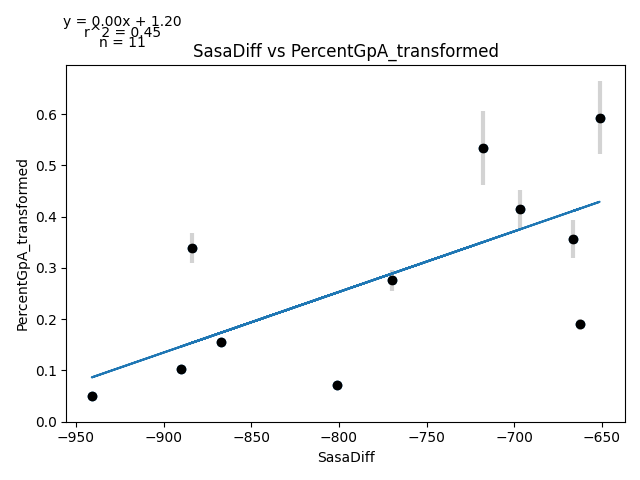 y = 0.00x + 1.20
r^2 = 0.45
n = 11
SasaDiff vs PercentGpA_transformed
PercentGpA_transformed
0.6
0.5
0.4
0.3
0.2
0.1
0.0
−950 −900 −850 −800 −750 −700 −650
SasaDiff